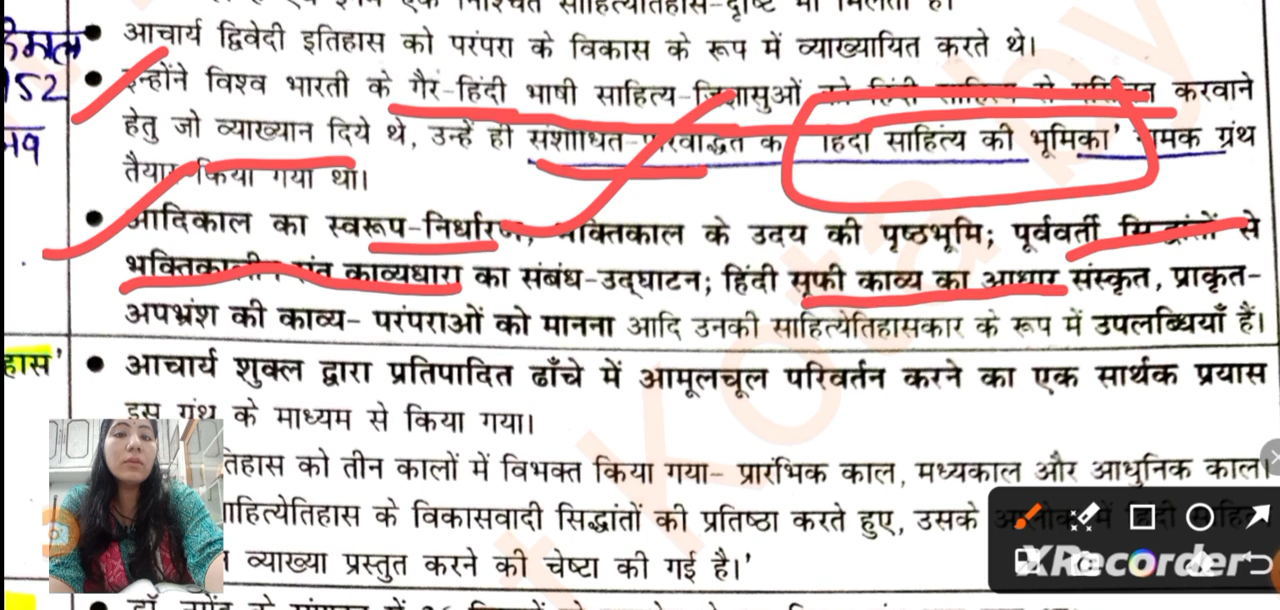 आचार्य द्विवेदी इतिहास को परंपरा के विकास के रूप में व्याख्यायित करते थे।
152
इन्होंने विश्व भारती के गैर-हिंदी भाषी साहित्य-जिज्ञासुओं को हिंदी साहित्य से परिचित करवाने
हेतु जो व्याख्यान दिये थे, उन्हें ही संशोधित-परिवर्द्धित कर हिंदी साहित्य की भूमिका' नामक ग्रंथ
तैयार किया गया था।
आदिकाल का स्वरूप-निर्धारण, भक्तिकाल के उदय की पृष्ठभूमि; पूर्ववर्ती सिद्धांतों से
भक्तिकालीन संत काव्यधारा का संबंध-उद्घाटन; हिंदी सूफी काव्य का आधार संस्कृत, प्राकृत-
अपभ्रंश की काव्य- परंपराओं को मानना आदि उनकी साहित्येतिहासकार के रूप में उपलब्धियाँ हैं।
हास' आचार्य शुक्ल द्वारा प्रतिपादित ढाँचे में आमूलचूल परिवर्तन करने का एक सार्थक प्रयास
इस ग्रंथ के माध्यम से किया गया।
तिहास को तीन कालों में विभक्त किया गया- प्रारंभिक काल, मध्यकाल और आधुनिक काल।
ाहित्येतिहास के विकासवादी सिद्धांतों की प्रतिष्ठा करते हुए, उसके आलोक में हिंदी
व्याख्या प्रस्तुत करने की चेष्टा की गई है।'
XRecorder